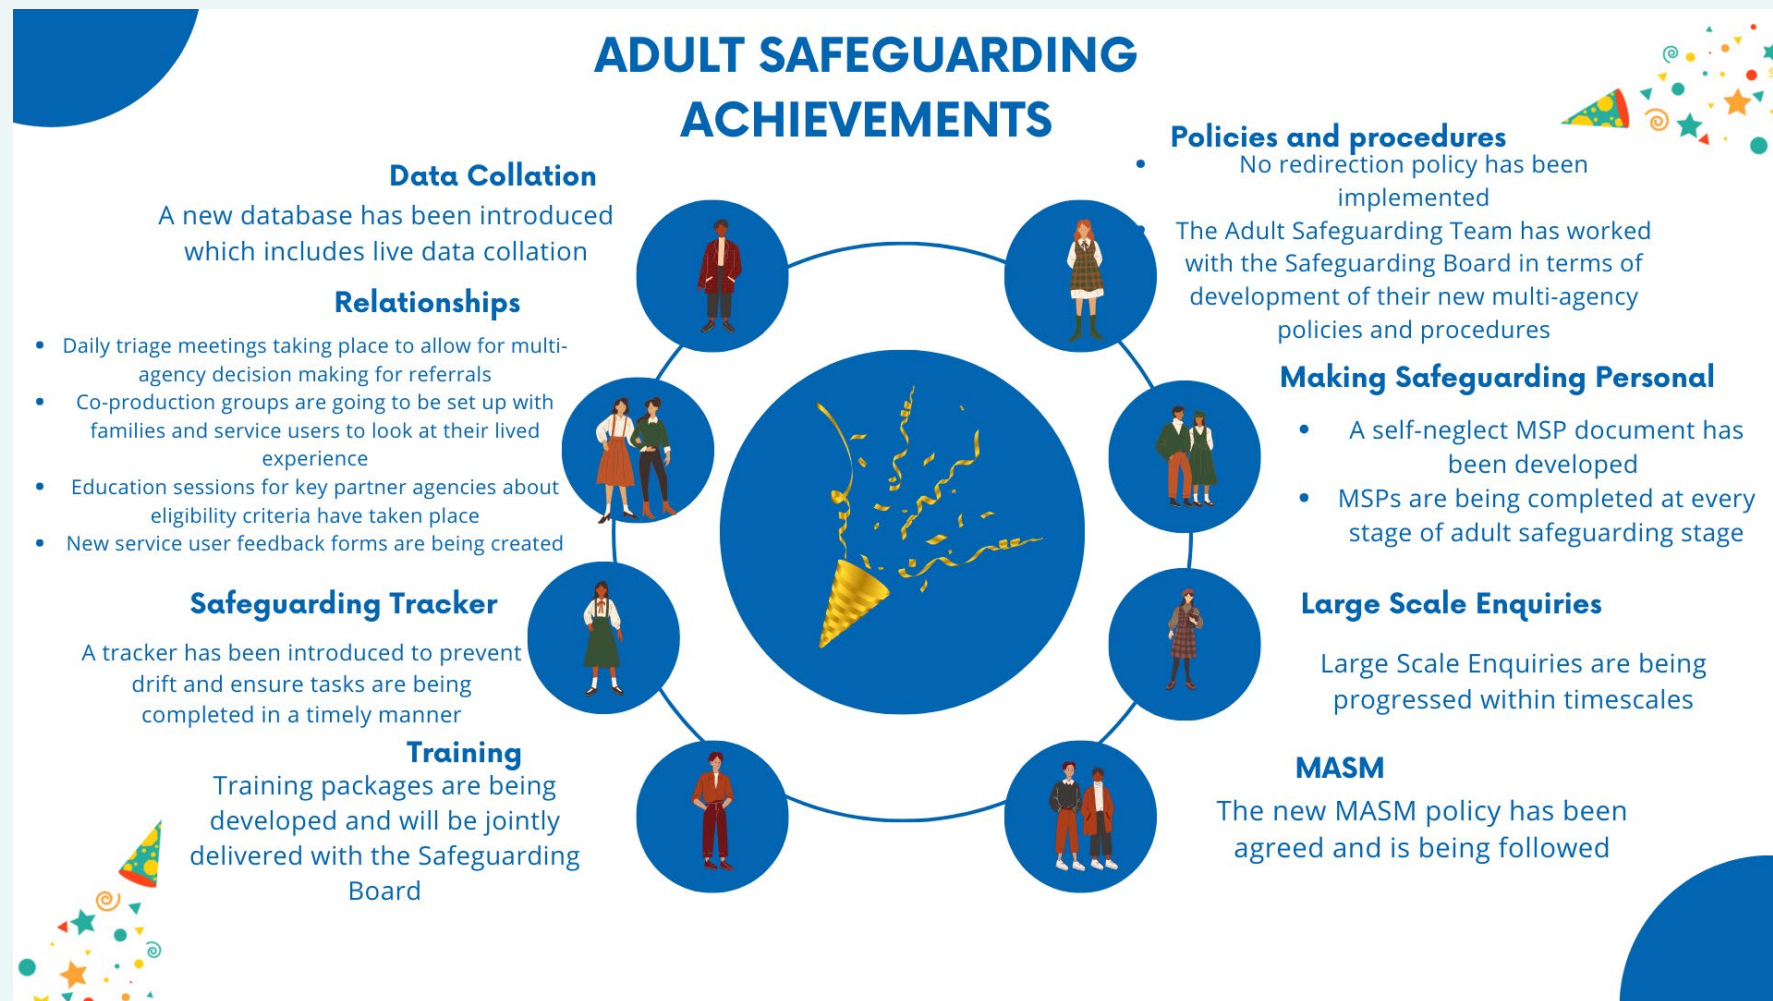 ADULT SAFEGUARDING
ACHIEVEMENTS
Data Collation
A new database has been introduced
which includes live data collation
Relationships
• Daily triage meetings taking place to allow for multi-
agency decision making for referrals
• Co-production groups are going to be set up with
families and service users to look at their lived
experience
• Education sessions for key partner agencies about
eligibility criteria have taken place
• New service user feedback forms are being created
Safeguarding Tracker
A tracker has been introduced to prevent
drift and ensure tasks are being
completed in a timely manner
Training
Training packages are being
developed and will be jointly
delivered with the Safeguarding
Board
Policies and procedures
• No redirection policy has been
implemented
• The Adult Safeguarding Team has worked
with the Safeguarding Board in terms of
development of their new multi-agency
policies and procedures
Making Safeguarding Personal
• A self-neglect MSP document has
been developed
• MSPs are being completed at every
stage of adult safeguarding stage
Large Scale Enquiries
Large Scale Enquiries are being
progressed within timescales
MASM
The new MASM policy has been
agreed and is being followed